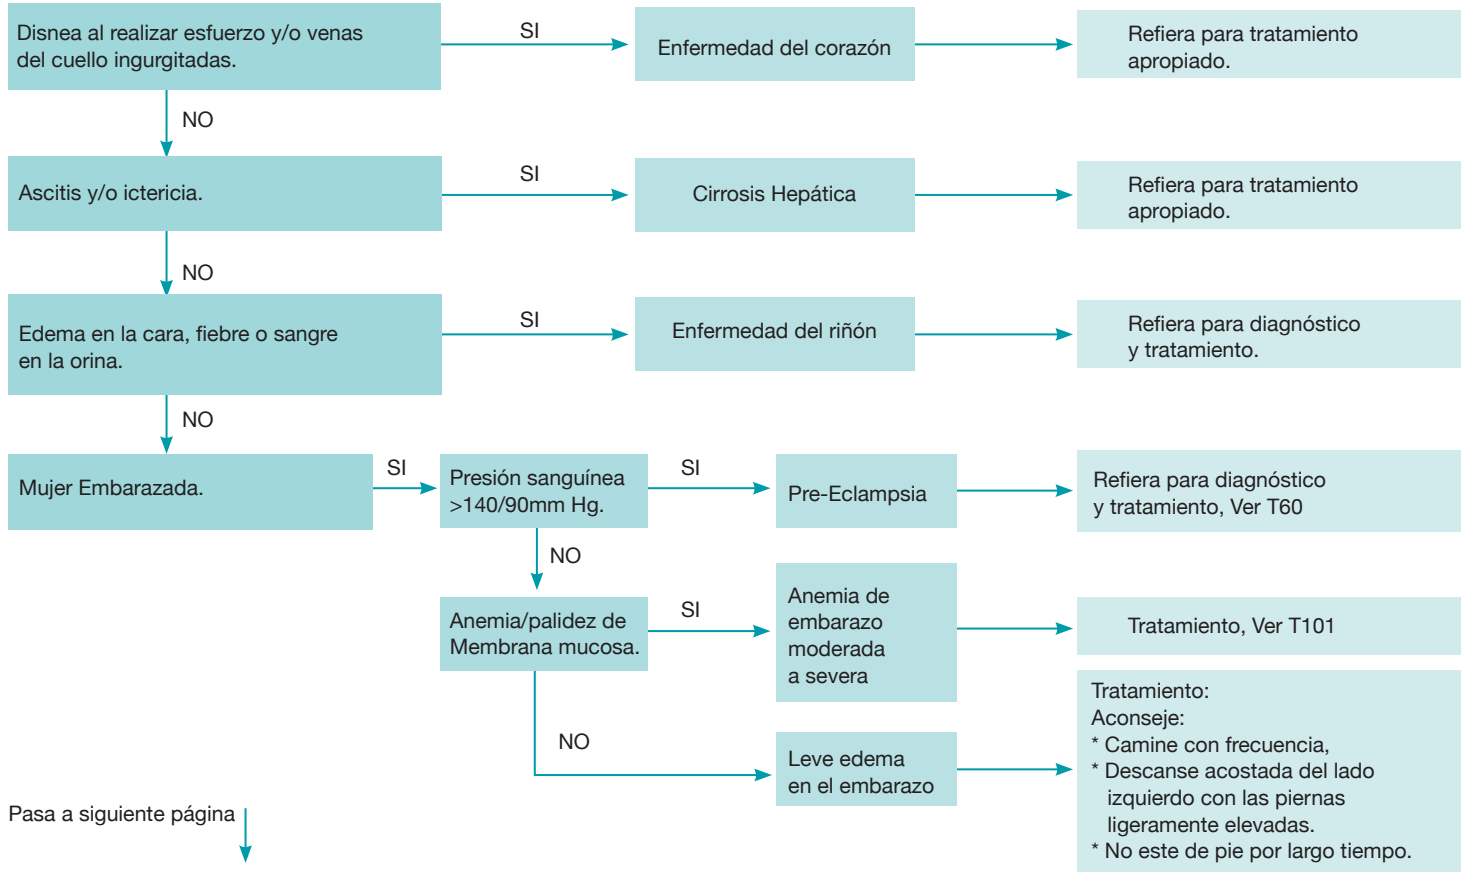 Disnea al realizar esfuerzo y/o venas
del cuello ingurgitadas.
SI
Enfermedad del corazón
Refiera para tratamiento
apropiado.
NO
Ascitis y/o ictericia.
SI
Cirrosis Hepática
Refiera para tratamiento
apropiado.
NO
Edema en la cara, fiebre o sangre
en la orina.
SI
Enfermedad del riñón
Refiera para diagnóstico
y tratamiento.
NO
Mujer Embarazada.
SI
Presión sanguínea
>140/90mm Hg.
SI
Pre-Eclampsia
Refiera para diagnóstico
y tratamiento, Ver T60
NO
Anemia/palidez de
Membrana mucosa.
SI
Anemia de
embarazo
moderada
a severa
Tratamiento, Ver T101
NO
Leve edema
en el embarazo
Tratamiento:
Aconseje:
* Camine con frecuencia,
* Descanse acostada del lado
izquierdo con las piernas
ligeramente elevadas.
* No este de pie por largo tiempo.
Pasa a siguiente página